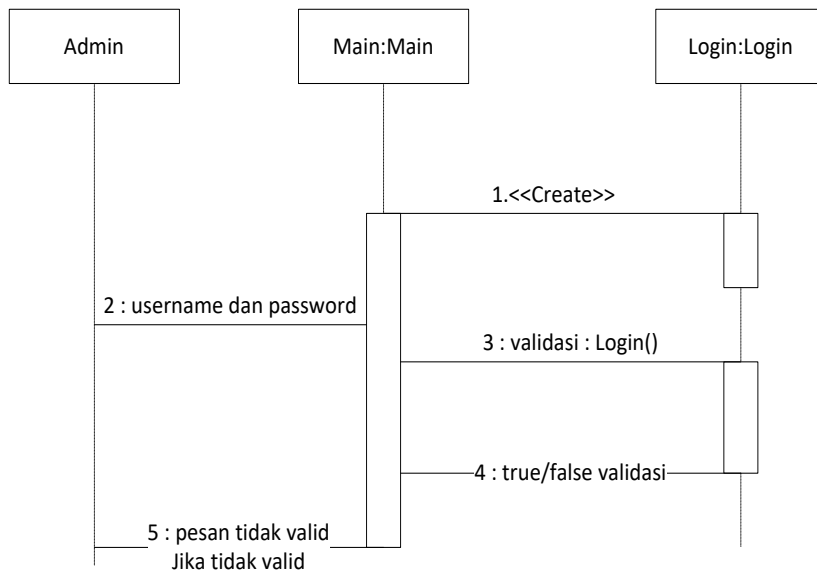 Admin
Main:Main
Login:Login
1.<<Create>>
2 : username dan password
3 : validasi : Login()
4 : true/false validasi
5 : pesan tidak valid
Jika tidak valid